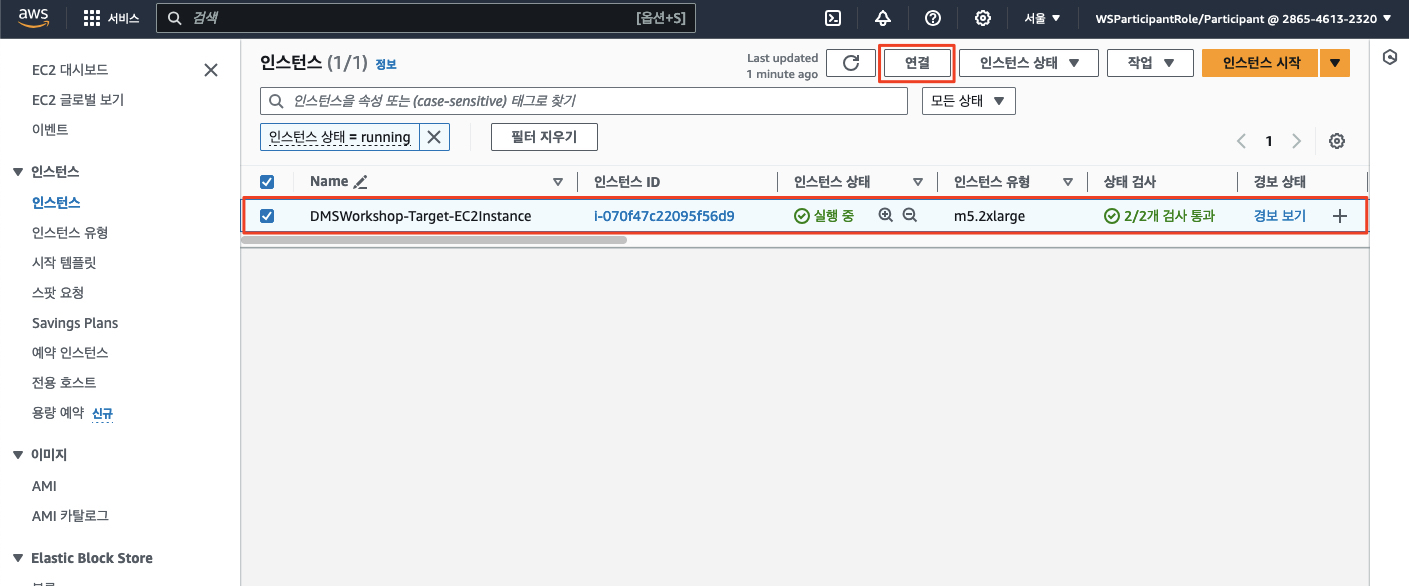 aws 서비스 검색 [옵션+S] 서울 WSParticipantRole/Participant @ 2865-4613-2320
EC2 대시보드
EC2 글로벌 보기
이벤트
인스턴스
인스턴스
인스턴스 유형
시작 템플릿
스팟 요청
Savings Plans
예약 인스턴스
전용 호스트
용량 예약 신규
이미지
AMI
AMI 카탈로그
Elastic Block Store
인스턴스 (1/1) 정보
Last updated
1 minute ago
연결 인스턴스 상태 작업 인스턴스 시작
인스턴스을 속성 또는 (case-sensitive) 태그로 찾기 모든 상태
인스턴스 상태 = running 필터 지우기 1
Name 인스턴스 ID 인스턴스 상태 인스턴스 유형 상태 검사 경보 상태
DMSWorkshop-Target-EC2Instance i-070f47c22095f56d9 실행 중 m5.2xlarge 2/2개 검사 통과 경보 보기